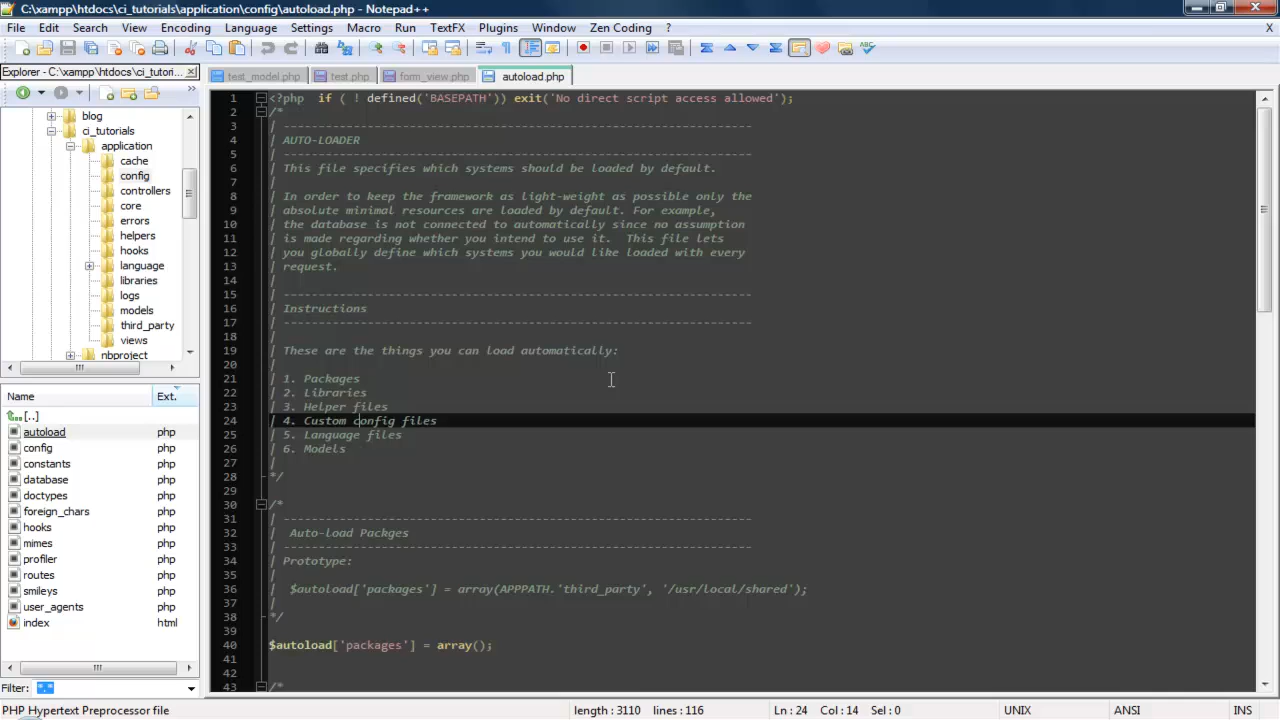 C:\xampp\htdocs\ci_tutorials\application\config\autoload.php - Notepad++
File Edit Search View Encoding Language Settings Macro Run TextFX Plugins Window Zen Coding ? X
Explorer - C:\xampp\htdocs\ci_tutori...
test_model.php test.php form_view.php autoload.php
blog
ci_tutorials
application
cache
config
controllers
core
errors
helpers
hooks
language
libraries
logs
models
third_party
views
nbproject
Name Ext.
[..]
autoload php
config php
constants php
database php
doctypes php
foreign_chars php
hooks php
mimes php
profiler php
routes php
smileys php
user_agents php
index html
Filter:
1 <?php if ( ! defined('BASEPATH')) exit('No direct script access allowed');
2 /*
3 | -------------------------------------------------------------------
4 | AUTO-LOADER
5 | -------------------------------------------------------------------
6 | This file specifies which systems should be loaded by default.
7 |
8 | In order to keep the framework as light-weight as possible only the
9 | absolute minimal resources are loaded by default. For example,
10 | the database is not connected to automatically since no assumption
11 | is made regarding whether you intend to use it. This file lets
12 | you globally define which systems you would like loaded with every
13 | request.
14 |
15 | -------------------------------------------------------------------
16 | Instructions
17 | -------------------------------------------------------------------
18 |
19 | These are the things you can load automatically:
20 |
21 | 1. Packages
22 | 2. Libraries
23 | 3. Helper files
24 | 4. Custom config files
25 | 5. Language files
26 | 6. Models
27 |
28 */
29
30 /*
31 | -------------------------------------------------------------------
32 | Auto-load Packges
33 | -------------------------------------------------------------------
34 | Prototype:
35 |
36 | $autoload['packages'] = array(APPPATH.'third_party', '/usr/local/shared');
37 |
38 */
39
40 $autoload['packages'] = array();
41
42
43 /*
PHP Hypertext Preprocessor file length : 3110 lines : 116 Ln : 24 Col : 14 Sel : 0 UNIX ANSI INS